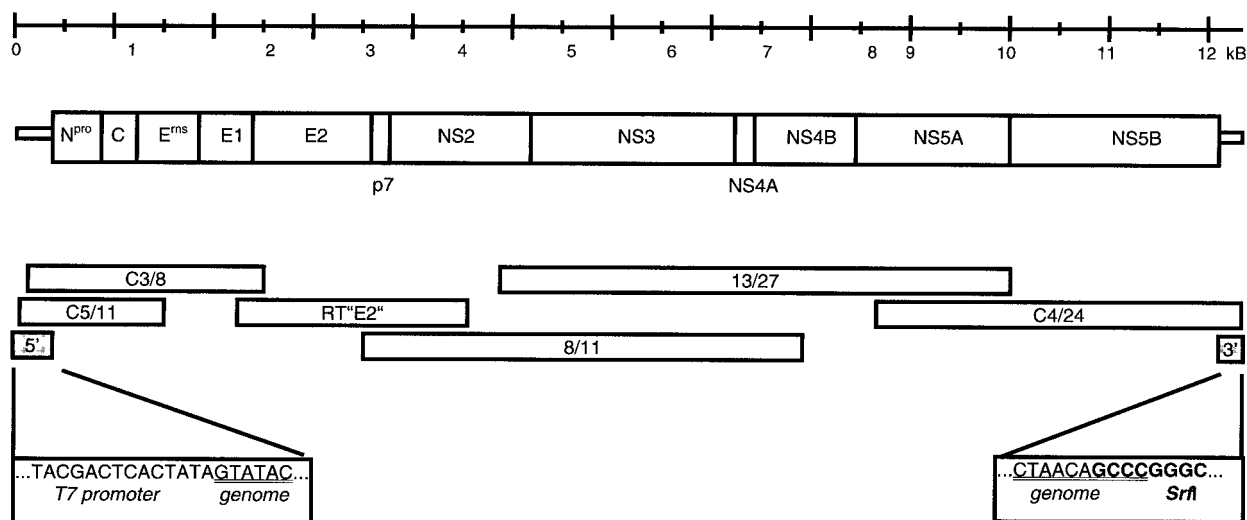 0 1 2 3 4 5 6 7 8 9 10 11 12 kB
N^pro C E^rns E1 E2 NS2 NS3 NS4B NS5A NS5B
p7 NS4A
C3/8 13/27
C5/11 RT“E2“ C4/24
5' 8/11 3'
...TACGACTCACTATAGTATAC... ...CTAACAGCCCGGGC...
T7 promoter genome genome SrfI